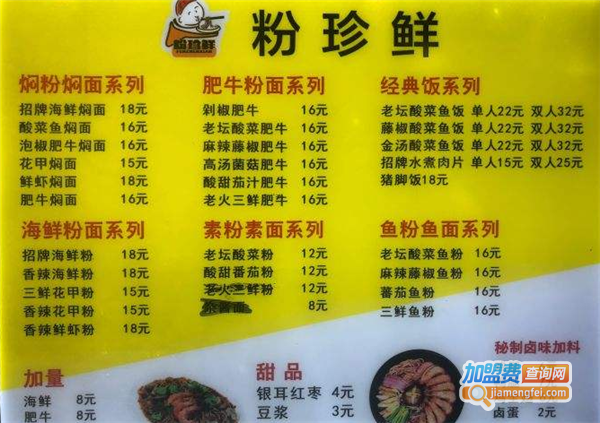 粉珍鲜
粉珍鲜
焖粉焖面系列
招牌海鲜焖面 18元
酸菜鱼焖面 16元
泡椒肥牛焖面 16元
花甲焖面 15元
鲜虾焖面 18元
肥牛焖面 16元
肥牛粉面系列
剁椒肥牛 16元
老坛酸菜肥牛 16元
麻辣藤椒肥牛 16元
高汤菌菇肥牛 16元
酸甜茄汁肥牛 16元
老火三鲜肥牛 16元
经典饭系列
老坛酸菜鱼饭 单人22元 双人32元
藤椒酸菜鱼饭 单人22元 双人32元
金汤酸菜鱼饭 单人22元 双人32元
招牌水煮肉片 单人15元 双人25元
猪脚饭18元
海鲜粉面系列
招牌海鲜粉 18元
香辣海鲜粉 18元
三鲜花甲粉 15元
香辣花甲粉 15元
香辣鲜虾粉 18元
素粉素面系列
老坛酸菜粉 12元
酸甜番茄粉 12元
老火三鲜粉 12元
8元
鱼粉鱼面系列
老坛酸菜鱼粉 16元
麻辣藤椒鱼粉 16元
蕃茄鱼粉 16元
三鲜鱼粉 16元
加量
海鲜 8元
肥牛 8元
甜品
银耳红枣 4元
豆浆 3元
秘制卤味加料
加盟费查询网
jiamengfei.com
卤蛋 2元